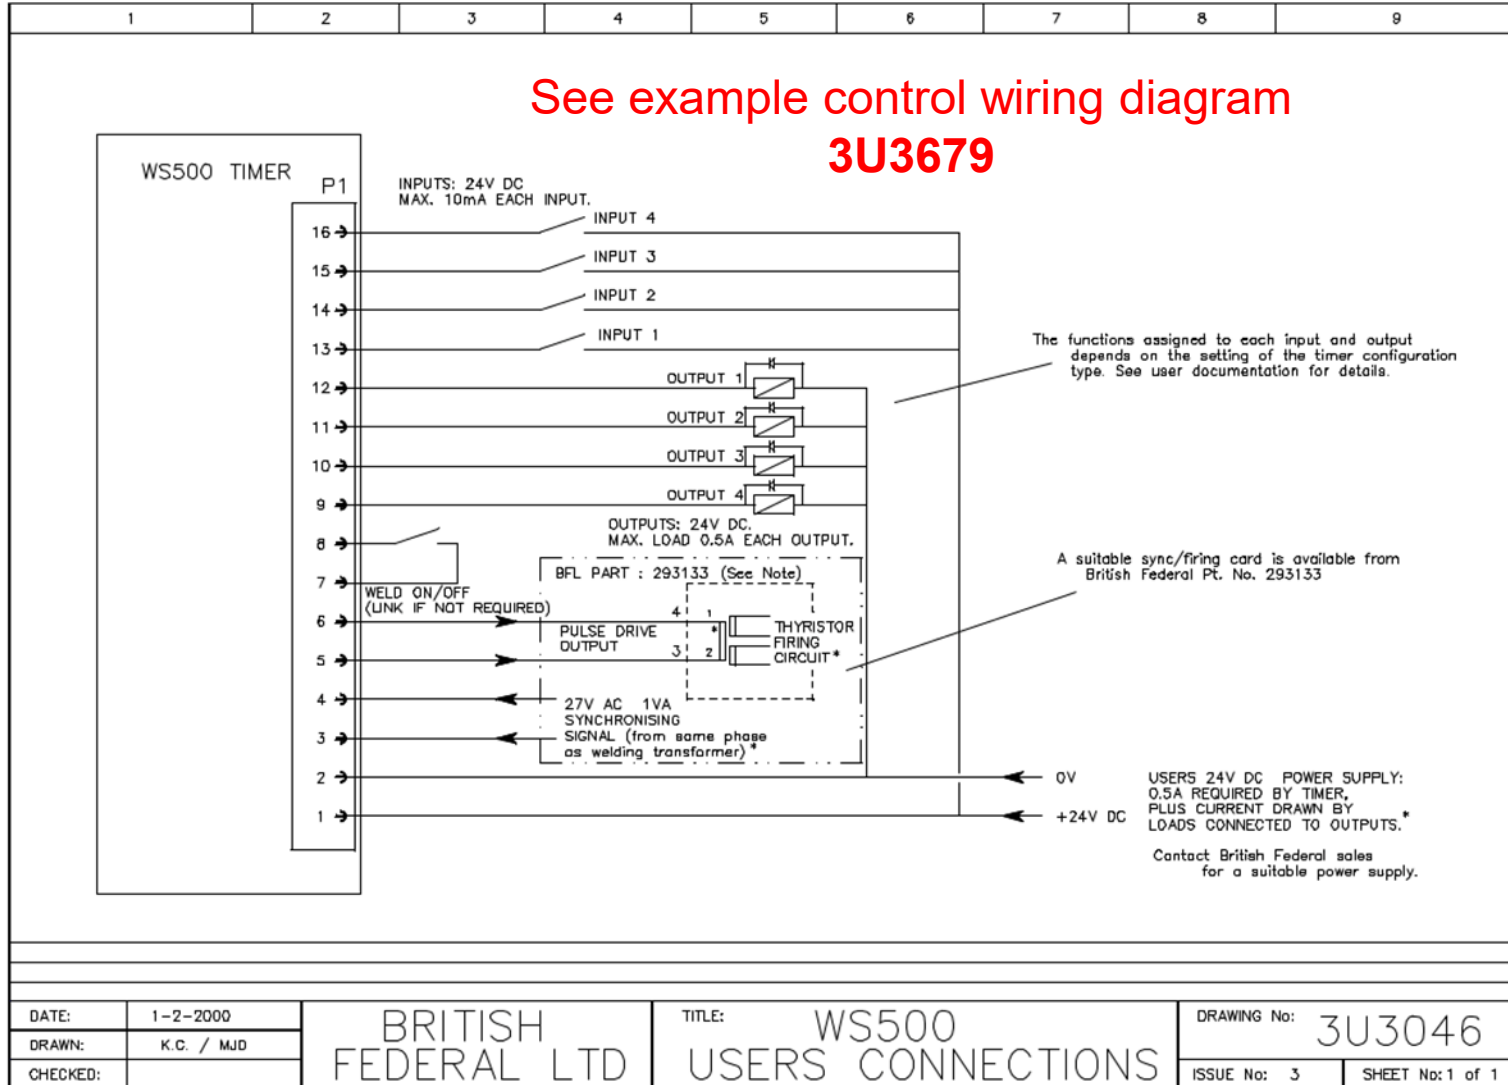 1 2 3 4 5 6 7 8 9
See example control wiring diagram
3U3679
WS500 TIMER
P1
INPUTS: 24V DC
MAX. 10mA EACH INPUT.
16
INPUT 4
15
INPUT 3
14
INPUT 2
13
INPUT 1
The functions assigned to each input and output
depends on the setting of the timer configuration
type. See user documentation for details.
12
OUTPUT 1
11
OUTPUT 2
10
OUTPUT 3
9
OUTPUT 4
OUTPUTS: 24V DC.
MAX. LOAD 0.5A EACH OUTPUT.
8
7
WELD ON/OFF
(LINK IF NOT REQUIRED)
BFL PART : 293133 (See Note)
A suitable sync/firing card is available from
British Federal Pt. No. 293133
6
5
PULSE DRIVE
OUTPUT
4 1
*
3 2
THYRISTOR
FIRING
CIRCUIT*
4
3
27V AC 1VA
SYNCHRONISING
SIGNAL (from same phase
as welding transformer)*
2
0V
1
+24V DC
USERS 24V DC POWER SUPPLY:
0.5A REQUIRED BY TIMER,
PLUS CURRENT DRAWN BY
LOADS CONNECTED TO OUTPUTS.*
Contact British Federal sales
for a suitable power supply.
DATE: 1-2-2000
DRAWN: K.C. / MJD
CHECKED:
BRITISH
FEDERAL LTD
TITLE: WS500
USERS CONNECTIONS
DRAWING No: 3U3046
ISSUE No: 3
SHEET No: 1 of 1